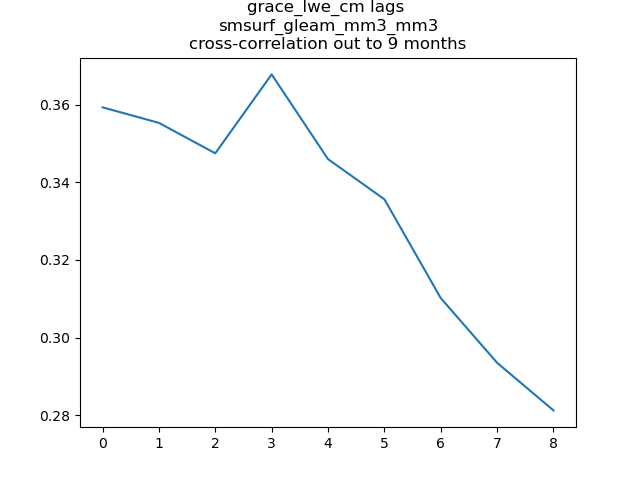 grace_lwe_cm lags
smsurf_gleam_mm3_mm3
cross-correlation out to 9 months
0.36
0.34
0.32
0.30
0.28
0 1 2 3 4 5 6 7 8